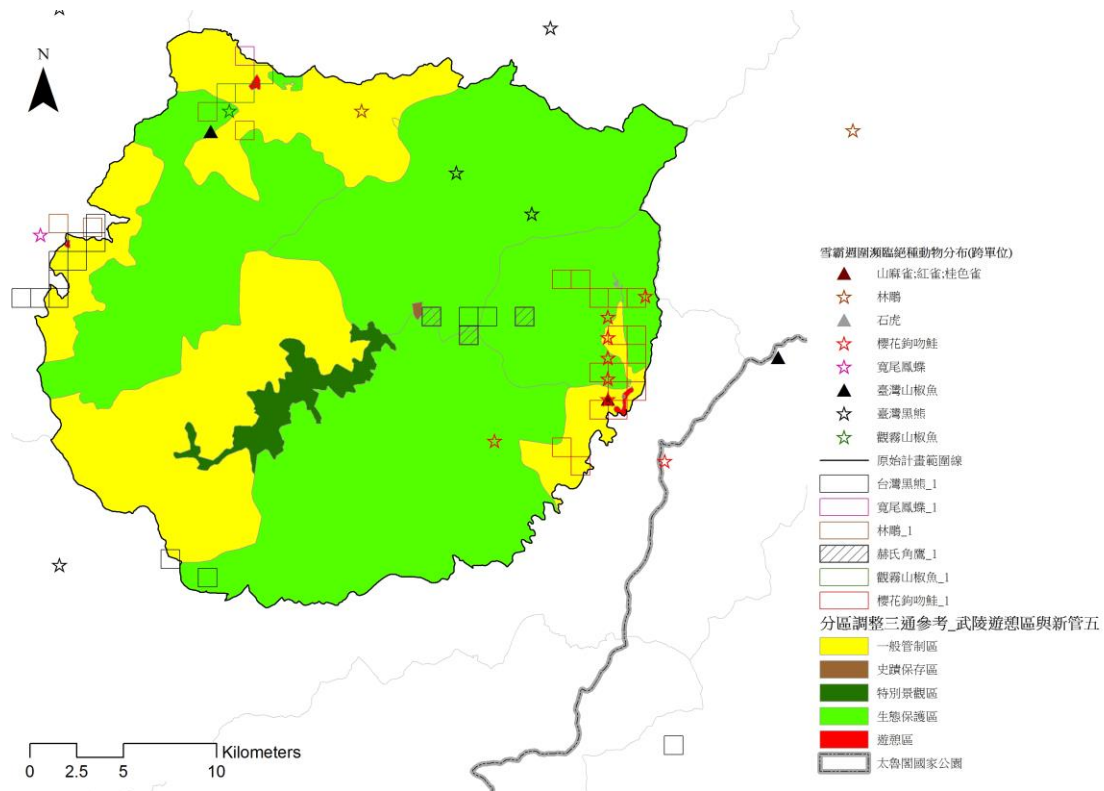 N
雪霸週圍瀕臨絕種動物分布(跨單位)
山麻雀;紅雀;桂色雀
林鵰
石虎
櫻花鉤吻鮭
寬尾鳳蝶
臺灣山椒魚
臺灣黑熊
觀霧山椒魚
原始計畫範圍線
台灣黑熊_1
寬尾鳳蝶_1
林鵰_1
赫氏角鷹_1
觀霧山椒魚_1
櫻花鉤吻鮭_1
分區調整三通參考_武陵遊憩區與新管五
一般管制區
史蹟保存區
特別景觀區
生態保護區
遊憩區
太魯閣國家公園
Kilometers
0 2.5 5 10